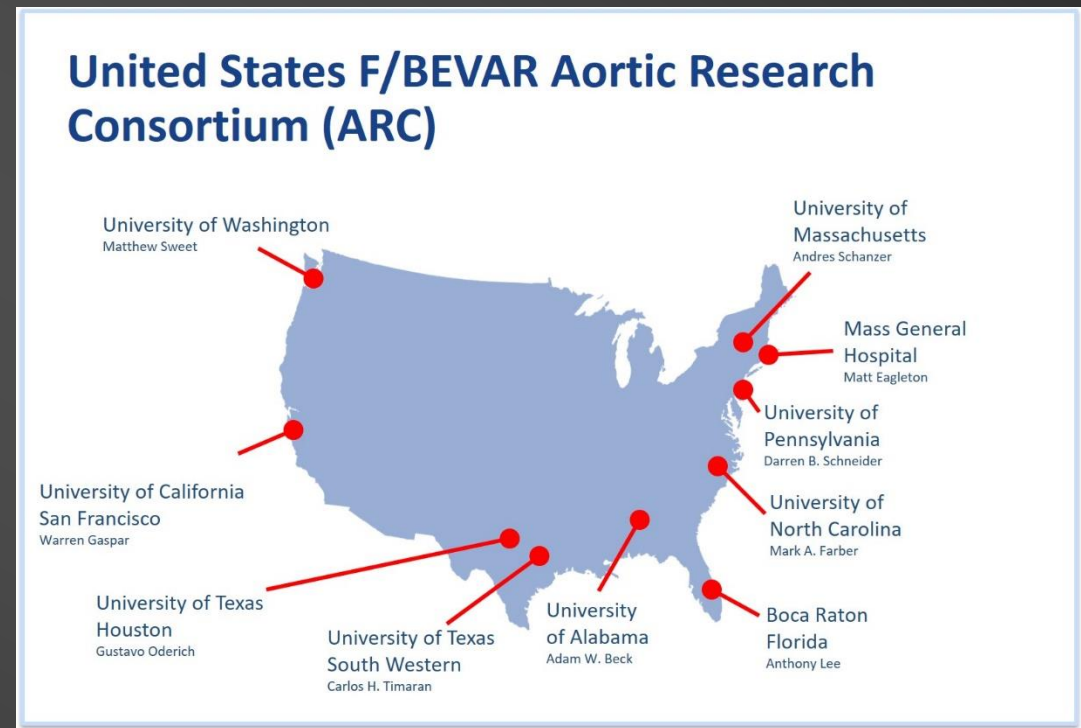 United States F/BEVAR Aortic Research
Consortium (ARC)
University of Washington
Matthew Sweet
University of
Massachusetts
Andres Schanzer
Mass General
Hospital
Matt Eagleton
University of
Pennsylvania
Darren B. Schneider
University of California
San Francisco
Warren Gaspar
University of
North Carolina
Mark A. Farber
University of Texas
Houston
Gustavo Oderich
University of Texas
South Western
Carlos H. Timaran
University
of Alabama
Adam W. Beck
Boca Raton
Florida
Anthony Lee